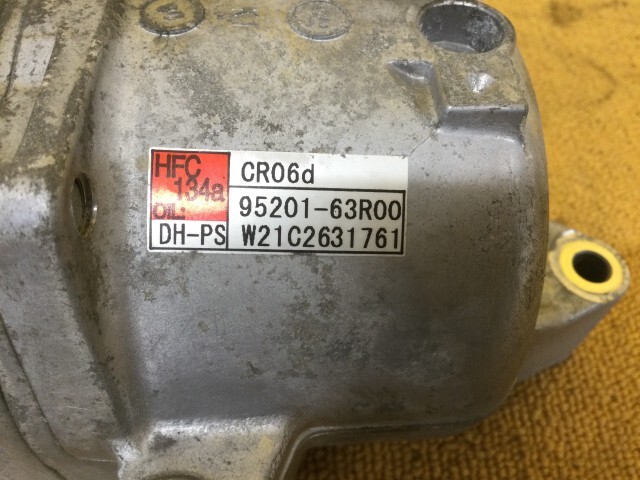 HFC
134a
OIL:
DH-PS
CR06d
95201-63R00
W21C2631761